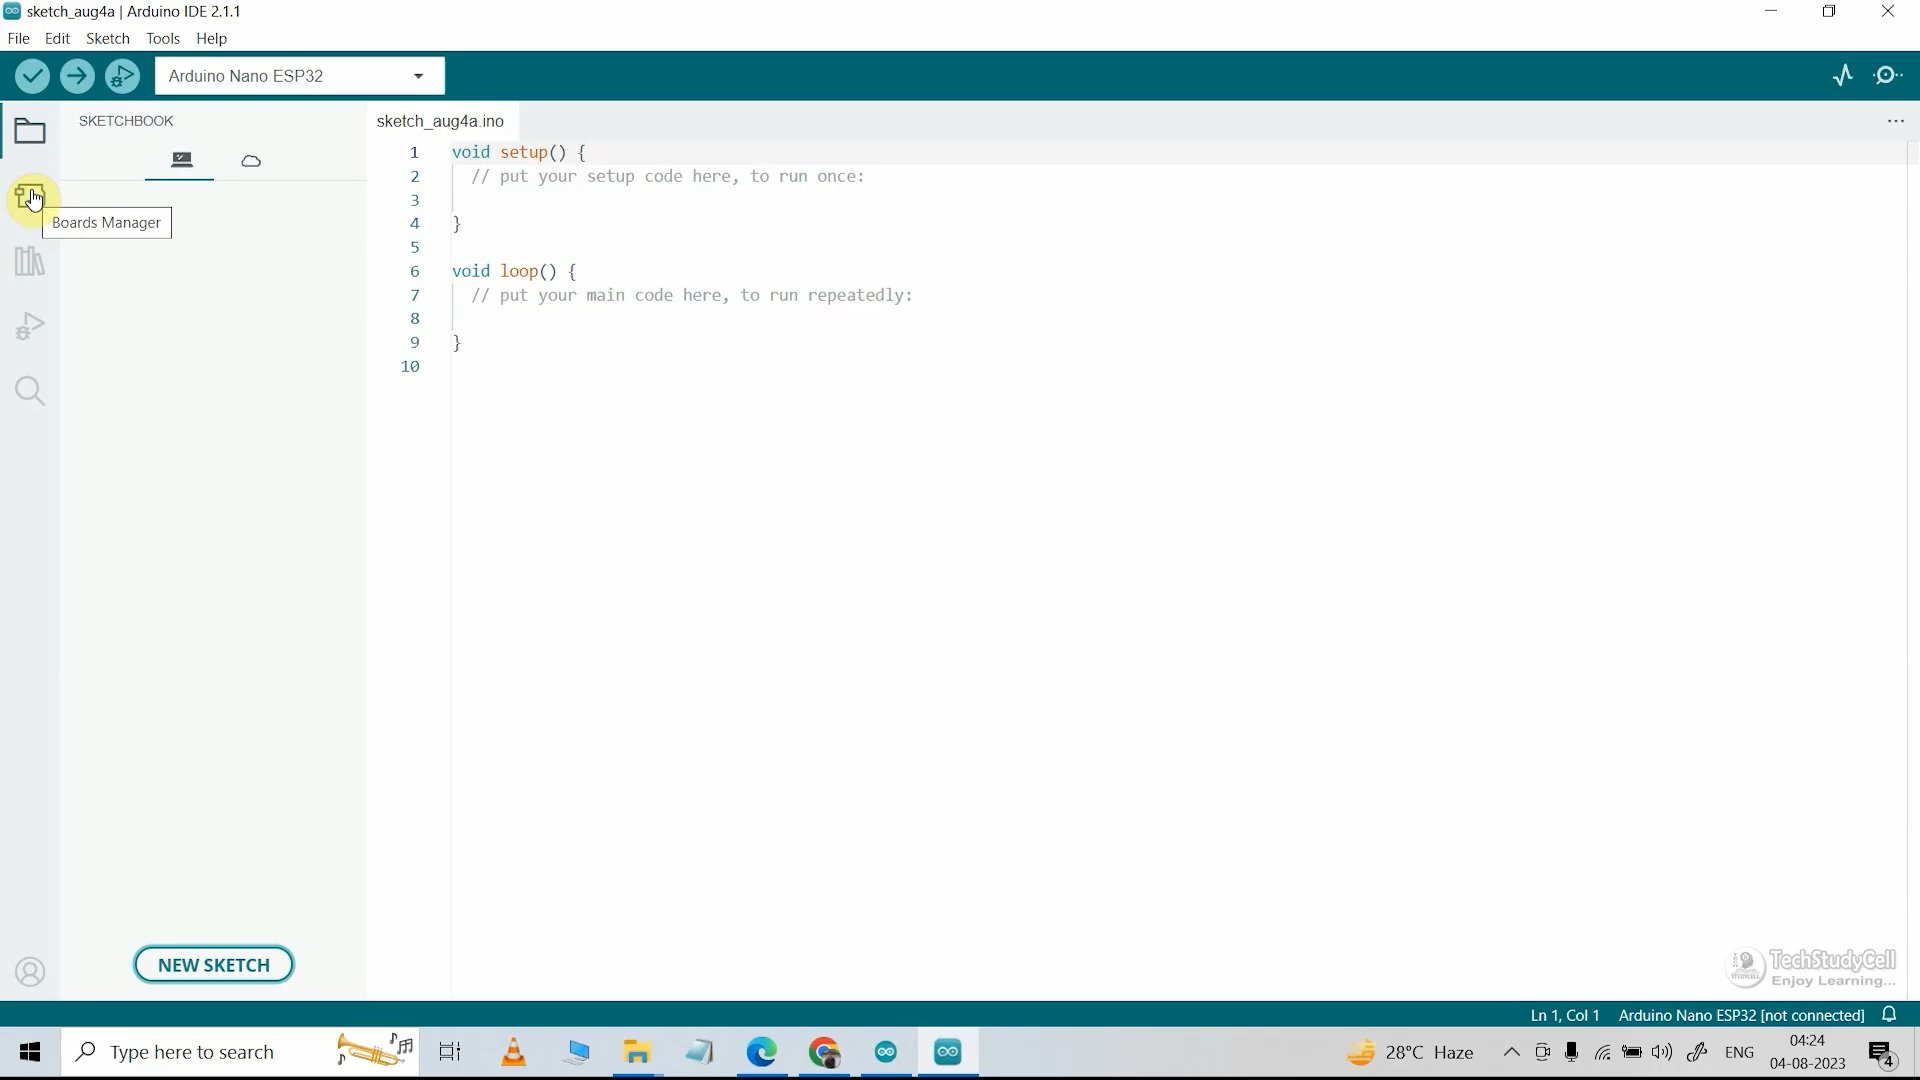 sketch_aug4a | Arduino IDE 2.1.1
File Edit Sketch Tools Help
Arduino Nano ESP32
SKETCHBOOK
sketch_aug4a.ino
Boards Manager
1 void setup() {
2 // put your setup code here, to run once:
3
4 }
5
6 void loop() {
7 // put your main code here, to run repeatedly:
8
9 }
10
NEW SKETCH
TechStudyCell
Enjoy Learning...
Ln 1, Col 1 Arduino Nano ESP32 [not connected]
Type here to search
28°C Haze
ENG
04:24
04-08-2023
4